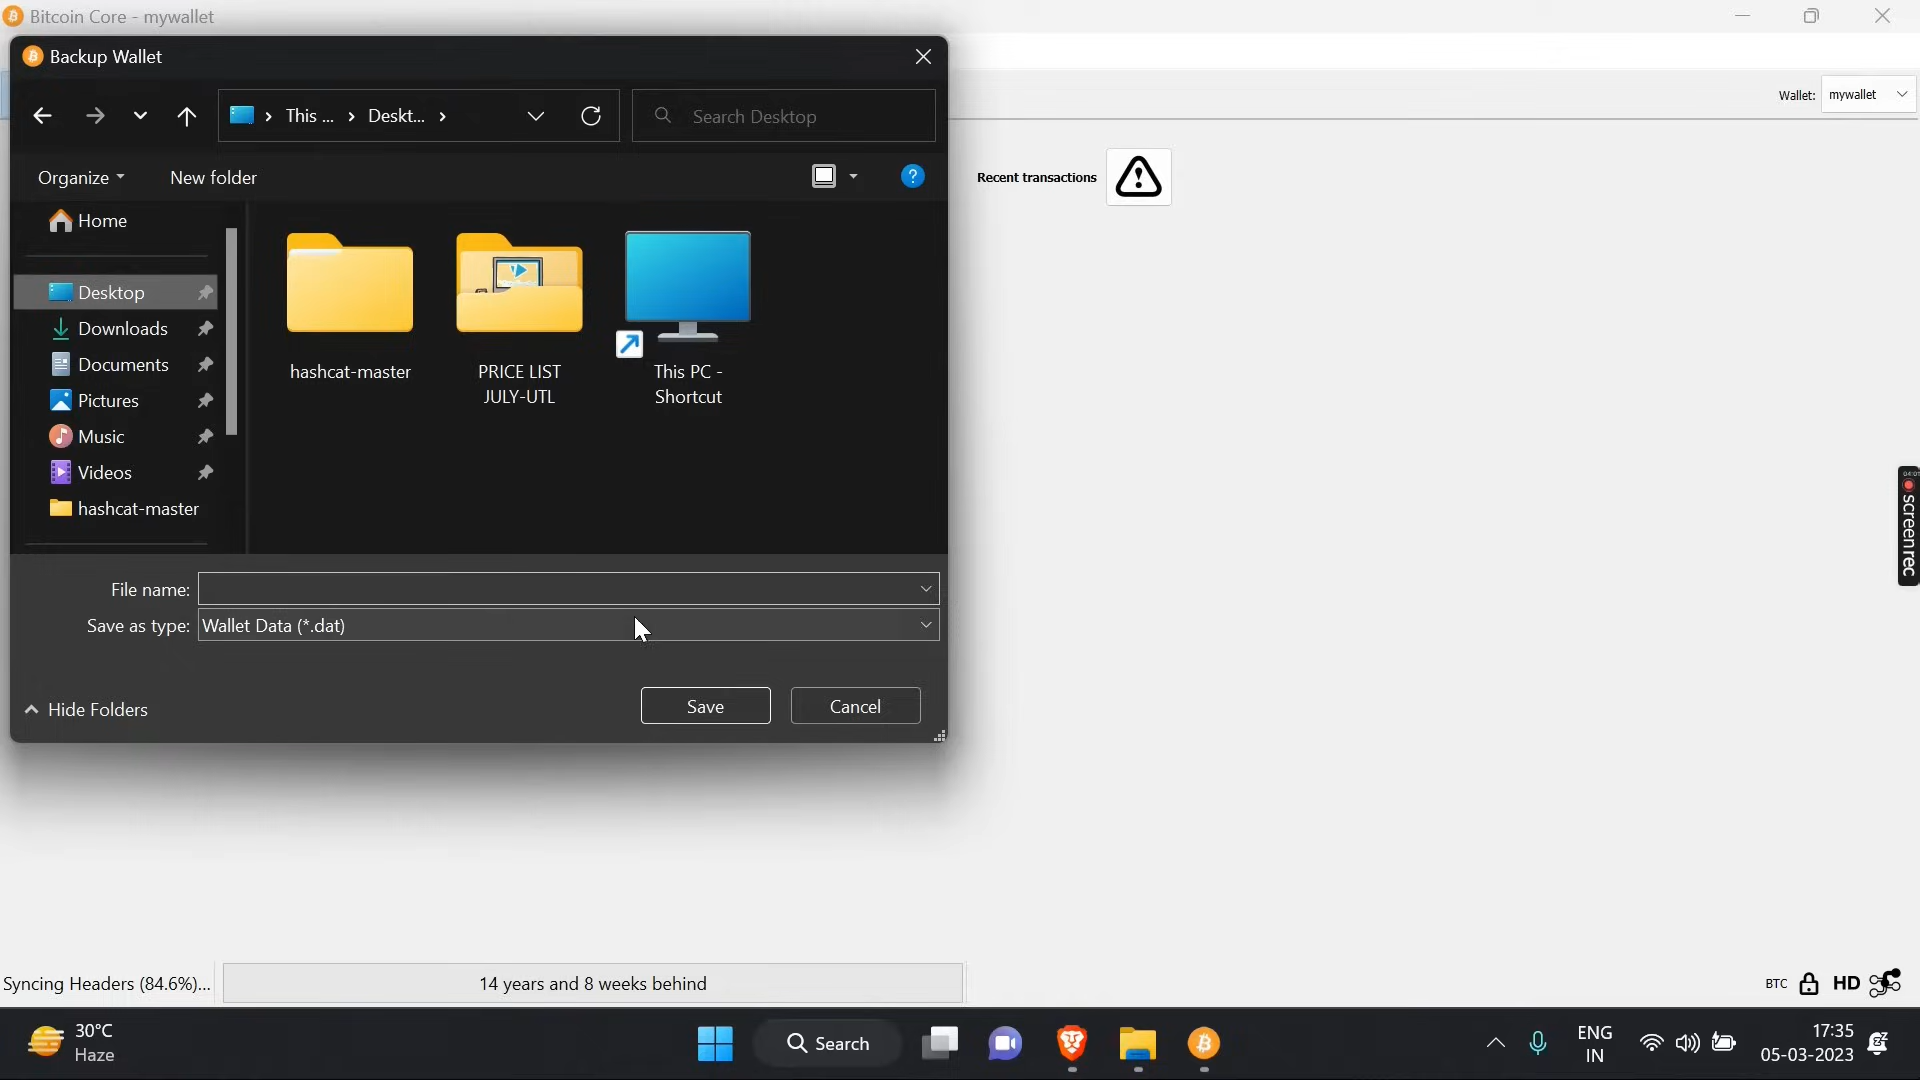 Bitcoin Core - mywallet
Backup Wallet
This ...
Deskt...
Search Desktop
Wallet:
mywallet
Organize
New folder
?
Recent transactions
Home
Desktop
Downloads
Documents
Pictures
Music
Videos
hashcat-master
hashcat-master
PRICE LIST
JULY-UTL
This PC -
Shortcut
screenrec
File name:
Save as type:
Wallet Data (*.dat)
Hide Folders
Save
Cancel
Syncing Headers (84.6%)...
14 years and 8 weeks behind
BTC
HD
30°C
Haze
Search
ENG
IN
17:35
05-03-2023